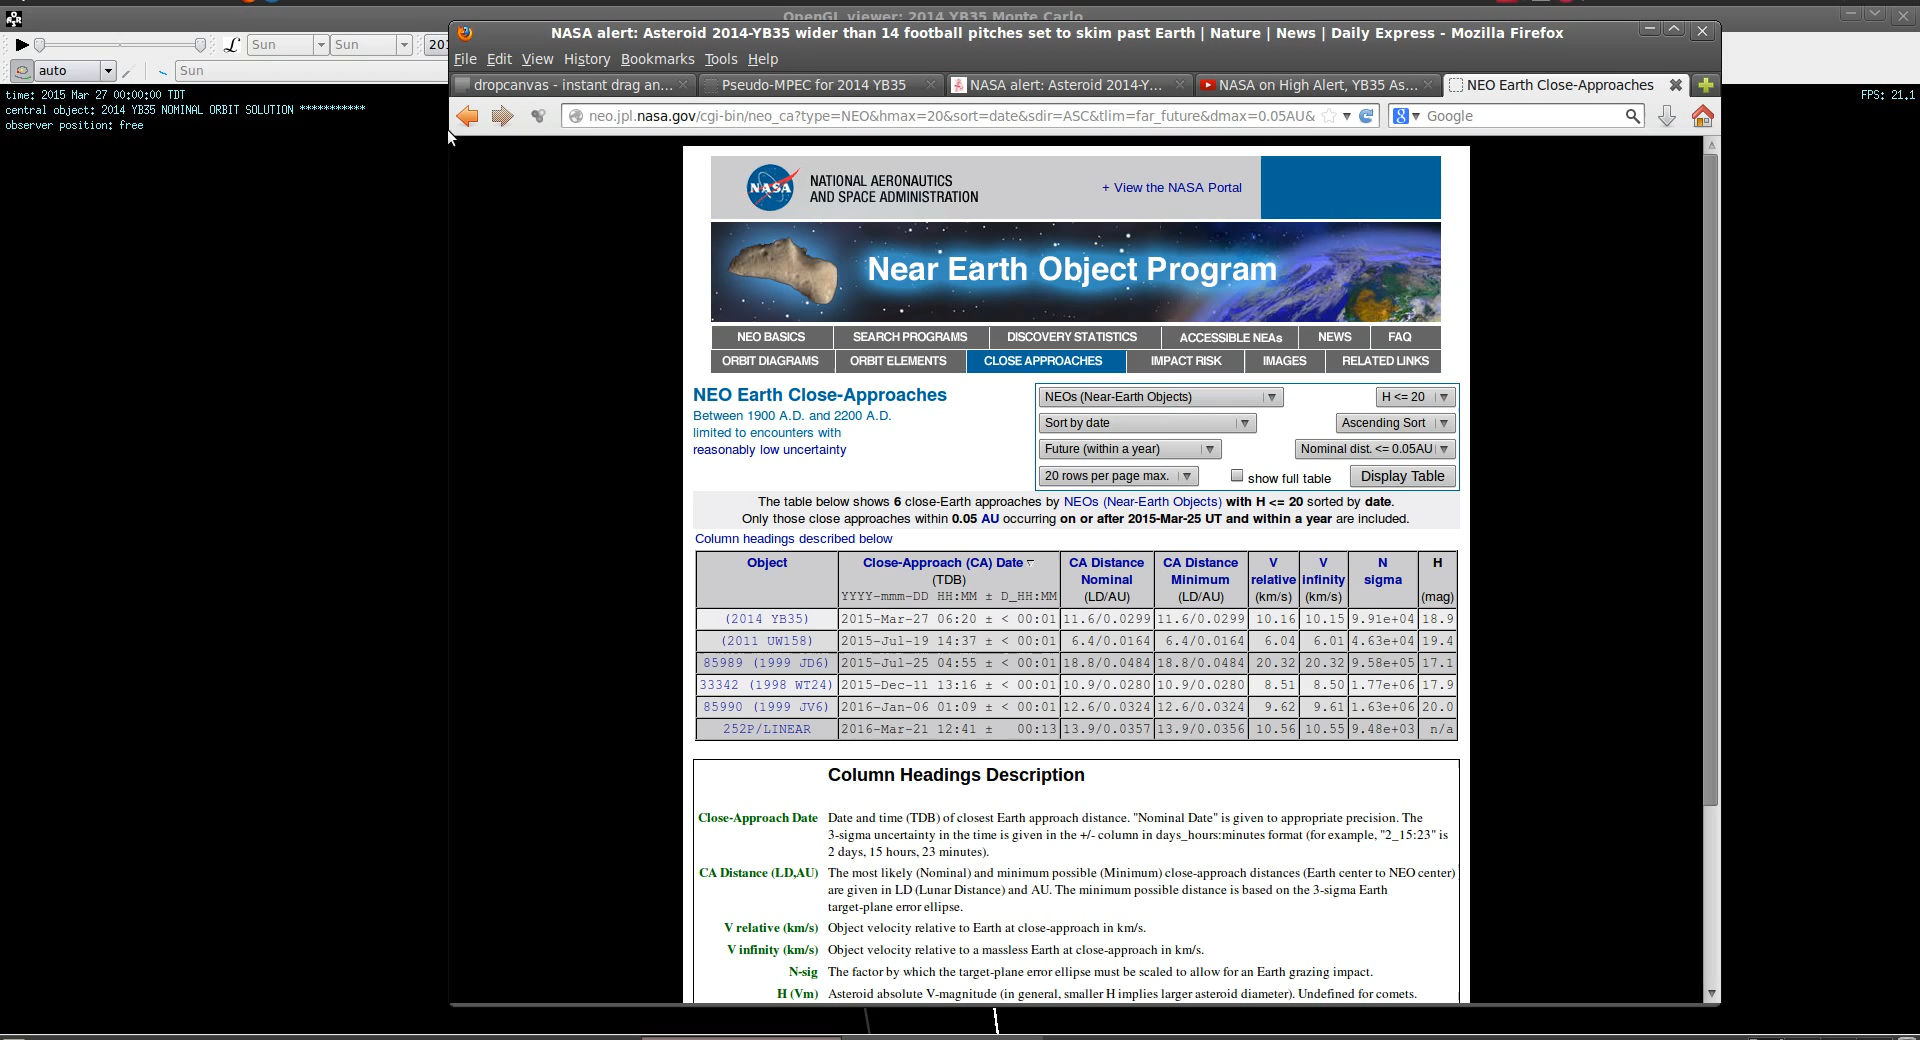 OpenGL viewer: 2014 YB35 Monte Carlo
NASA alert: Asteroid 2014-YB35 wider than 14 football pitches set to skim past Earth | Nature | News | Daily Express - Mozilla Firefox
Sun
Sun
201
auto
Sun
time: 2015 Mar 27 00:00:00 TDT
central object: 2014 YB35 NOMINAL ORBIT SOLUTION ***********
observer position: free
FPS: 21.1
File Edit View History Bookmarks Tools Help
dropcanvas - instant drag an... Pseudo-MPEC for 2014 YB35 NASA alert: Asteroid 2014-Y... NASA on High Alert, YB35 As... NEO Earth Close-Approaches
neo.jpl.nasa.gov/cgi-bin/neo_ca?type=NEO&hmax=20&sort=date&sdir=ASC&tlim=far_future&dmax=0.05AU& Google
NASA
NATIONAL AERONAUTICS
AND SPACE ADMINISTRATION
+ View the NASA Portal
Near Earth Object Program
NEO BASICS SEARCH PROGRAMS DISCOVERY STATISTICS ACCESSIBLE NEAs NEWS FAQ
ORBIT DIAGRAMS ORBIT ELEMENTS CLOSE APPROACHES IMPACT RISK IMAGES RELATED LINKS
NEO Earth Close-Approaches
Between 1900 A.D. and 2200 A.D.
limited to encounters with
reasonably low uncertainty
NEOs (Near-Earth Objects) H <= 20
Sort by date Ascending Sort
Future (within a year) Nominal dist. <= 0.05AU
20 rows per page max. show full table Display Table
The table below shows 6 close-Earth approaches by NEOs (Near-Earth Objects) with H <= 20 sorted by date.
Only those close approaches within 0.05 AU occurring on or after 2015-Mar-25 UT and within a year are included.
Column headings described below
Object Close-Approach (CA) Date CA Distance CA Distance V V N H
(TDB) Nominal Minimum relative infinity sigma
YYYY-mmm-DD HH:MM ± D_HH:MM (LD/AU) (LD/AU) (km/s) (km/s) (mag)
(2014 YB35) 2015-Mar-27 06:20 ± < 00:01 11.6/0.0299 11.6/0.0299 10.16 10.15 9.91e+04 18.9
(2011 UW158) 2015-Jul-19 14:37 ± < 00:01 6.4/0.0164 6.4/0.0164 6.04 6.01 4.63e+04 19.4
85989 (1999 JD6) 2015-Jul-25 04:55 ± < 00:01 18.8/0.0484 18.8/0.0484 20.32 20.32 9.58e+05 17.1
33342 (1998 WT24) 2015-Dec-11 13:16 ± < 00:01 10.9/0.0280 10.9/0.0280 8.51 8.50 1.77e+06 17.9
85990 (1999 JV6) 2016-Jan-06 01:09 ± < 00:01 12.6/0.0324 12.6/0.0324 9.62 9.61 1.63e+06 20.0
252P/LINEAR 2016-Mar-21 12:41 ± 00:13 13.9/0.0357 13.9/0.0356 10.56 10.55 9.48e+03 n/a
Column Headings Description
Close-Approach Date Date and time (TDB) of closest Earth approach distance. "Nominal Date" is given to appropriate precision. The
3-sigma uncertainty in the time is given in the +/- column in days_hours:minutes format (for example, "2_15:23" is
2 days, 15 hours, 23 minutes).
CA Distance (LD,AU) The most likely (Nominal) and minimum possible (Minimum) close-approach distances (Earth center to NEO center)
are given in LD (Lunar Distance) and AU. The minimum possible distance is based on the 3-sigma Earth
target-plane error ellipse.
V relative (km/s) Object velocity relative to Earth at close-approach in km/s.
V infinity (km/s) Object velocity relative to a massless Earth at close-approach in km/s.
N-sig The factor by which the target-plane error ellipse must be scaled to allow for an Earth grazing impact.
H (Vm) Asteroid absolute V-magnitude (in general, smaller H implies larger asteroid diameter). Undefined for comets.